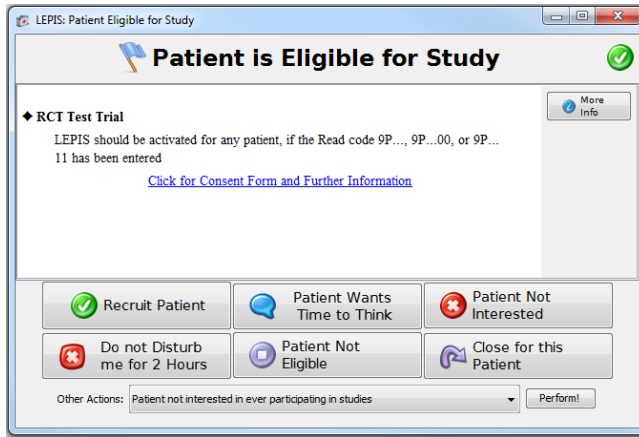 LEPIS: Patient Eligible for Study
Patient is Eligible for Study
More
Info
◆ RCT Test Trial
LEPIS should be activated for any patient, if the Read code 9P..., 9P...00, or 9P...
11 has been entered
Click for Consent Form and Further Information
Recruit Patient
Patient Wants
Time to Think
Patient Not
Interested
Do not Disturb
me for 2 Hours
Patient Not
Eligible
Close for this
Patient
Other Actions: Patient not interested in ever participating in studies Perform!